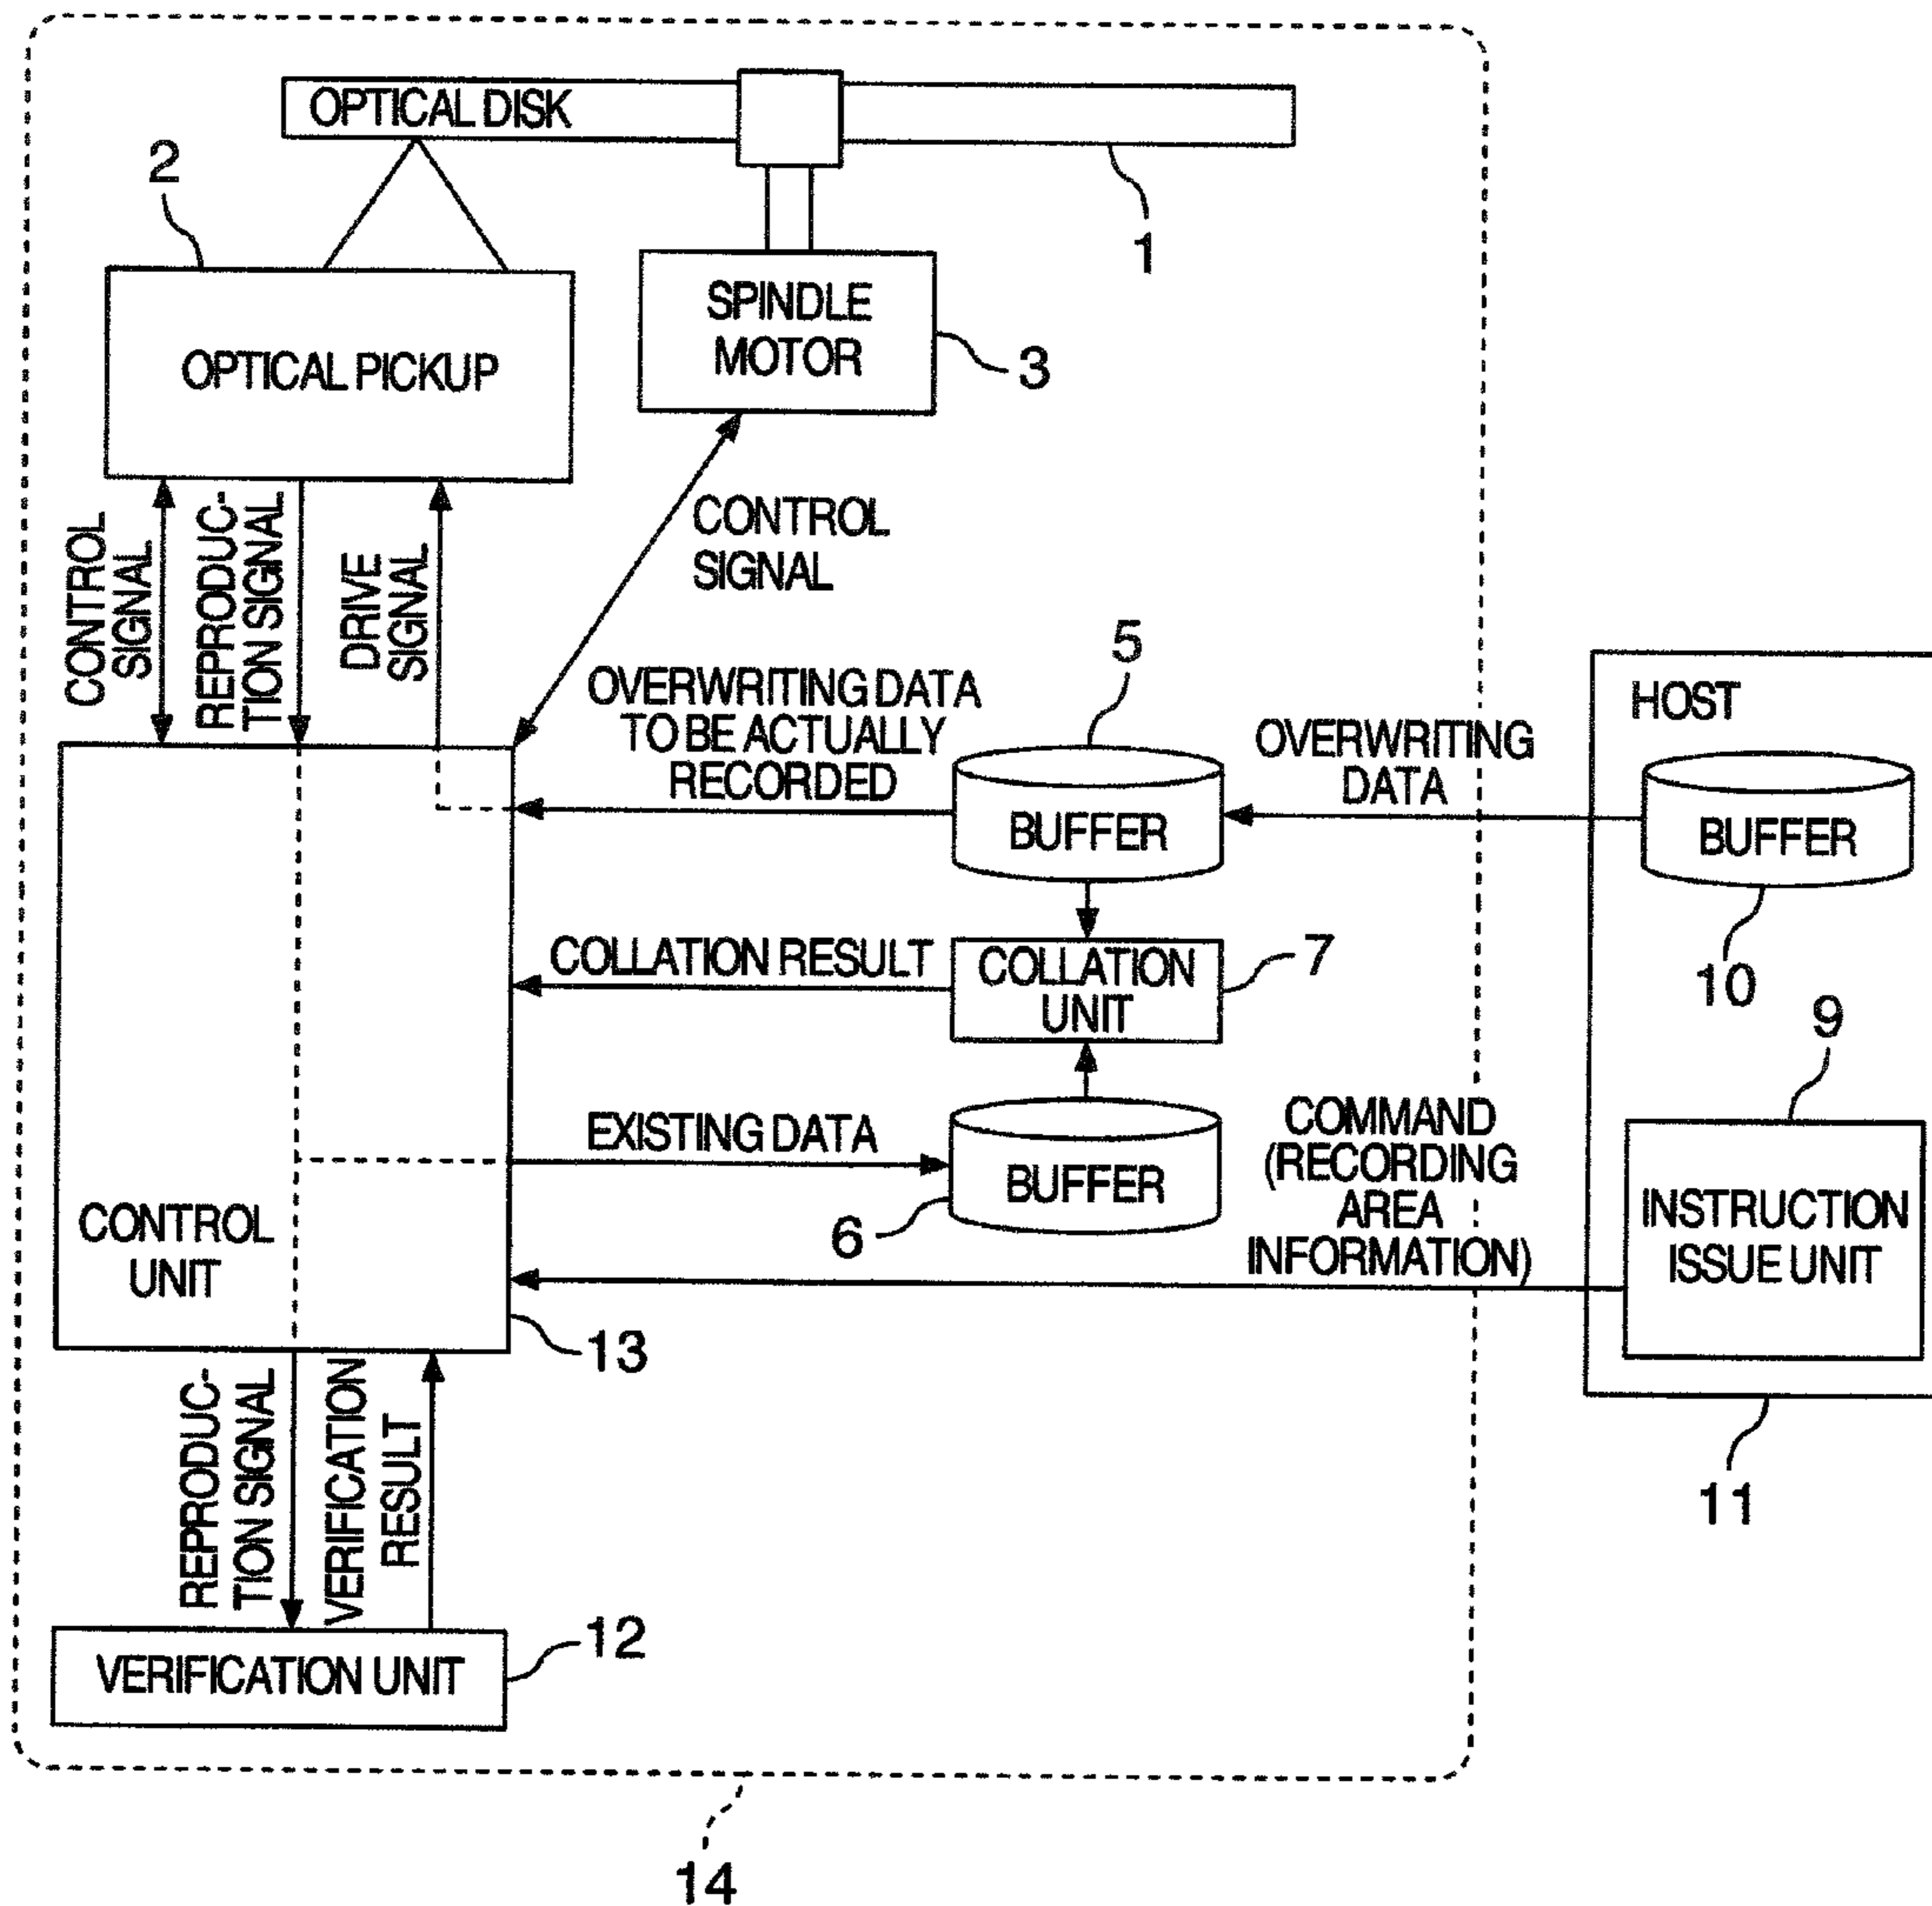 OPTICAL DISK
2
1
SPINDLE
MOTOR
3
OPTICAL PICKUP
CONTROL
SIGNAL
REPRODUC-
TION SIGNAL
DRIVE
SIGNAL
CONTROL
SIGNAL
OVERWRITING DATA
TO BE ACTUALLY
RECORDED
5
BUFFER
OVERWRITING
DATA
HOST
BUFFER
10
COLLATION RESULT
COLLATION
UNIT
7
9
EXISTING DATA
BUFFER
6
COMMAND
(RECORDING
AREA
INFORMATION)
INSTRUCTION
ISSUE UNIT
CONTROL
UNIT
13
11
REPRODUC-
TION SIGNAL
VERIFICATION
RESULT
12
VERIFICATION UNIT
14